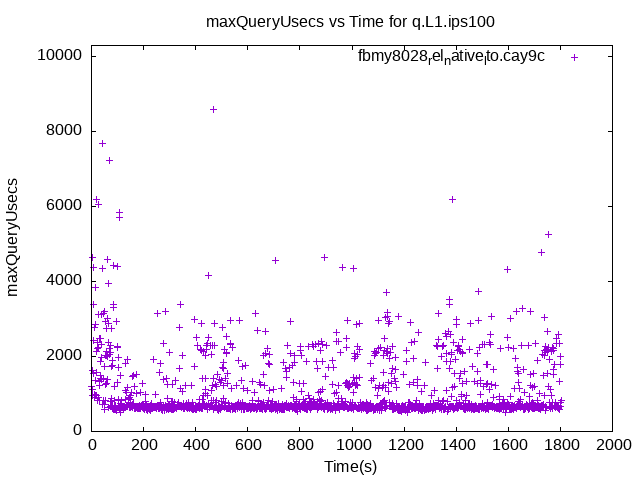 maxQueryUsecs vs Time for q.L1.ips100
fbmy8028relnativelto.cay9c
maxQueryUsecs
10000
8000
6000
4000
2000
0
0 200 400 600 800 1000 1200 1400 1600 1800 2000
Time(s)